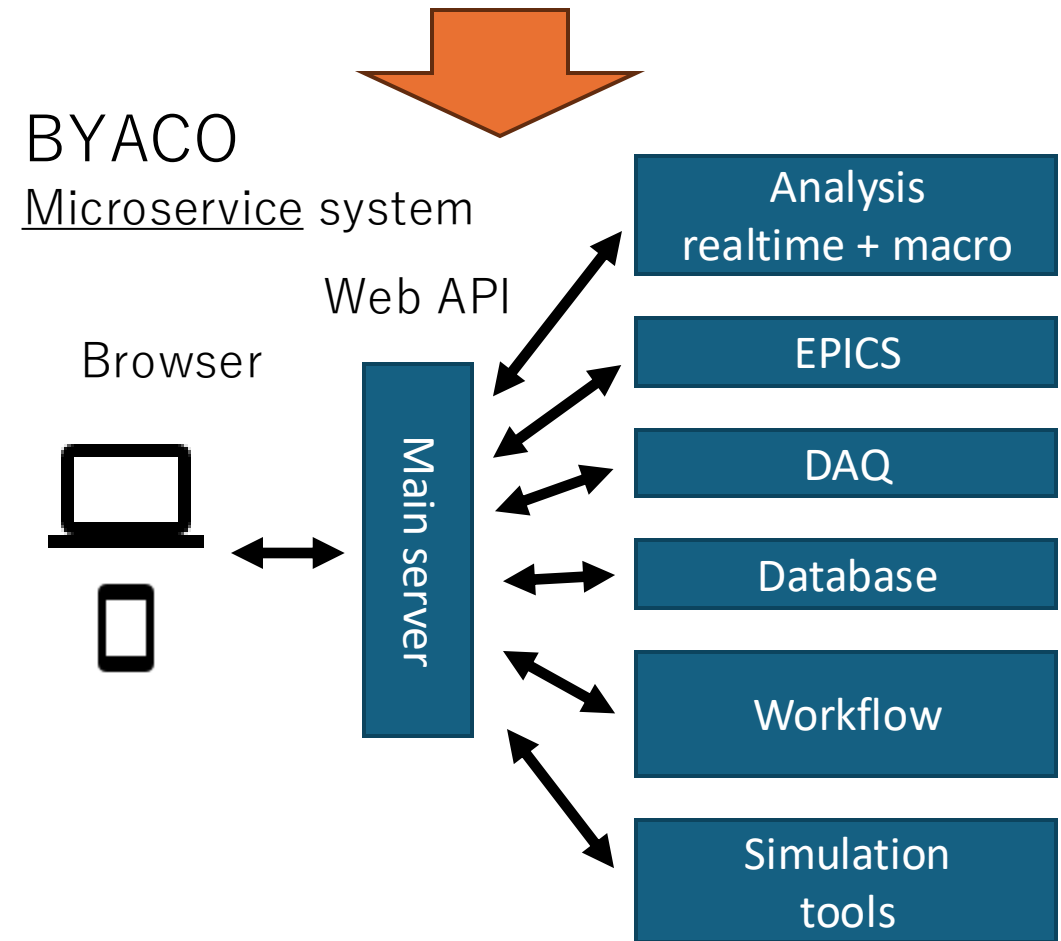 BYACO
Microservice system
Web API
Browser
Main server
Analysis
realtime + macro
EPICS
DAQ
Database
Workflow
Simulation
tools